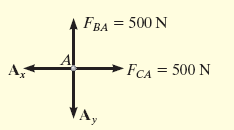 F_BA = 500 N
A
A_x
F_CA = 500 N
A_y